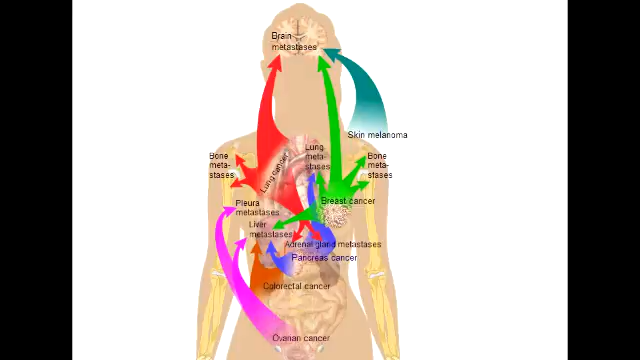 Brain
metastases
Skin melanoma
Lung
meta-
stases
Bone
meta-
stases
Bone
meta-
stases
Lung cancer
Breast cancer
Pleura
metastases
Liver
metastases
Adrenal gland metastases
Pancreas cancer
Colorectal cancer
Ovarian cancer